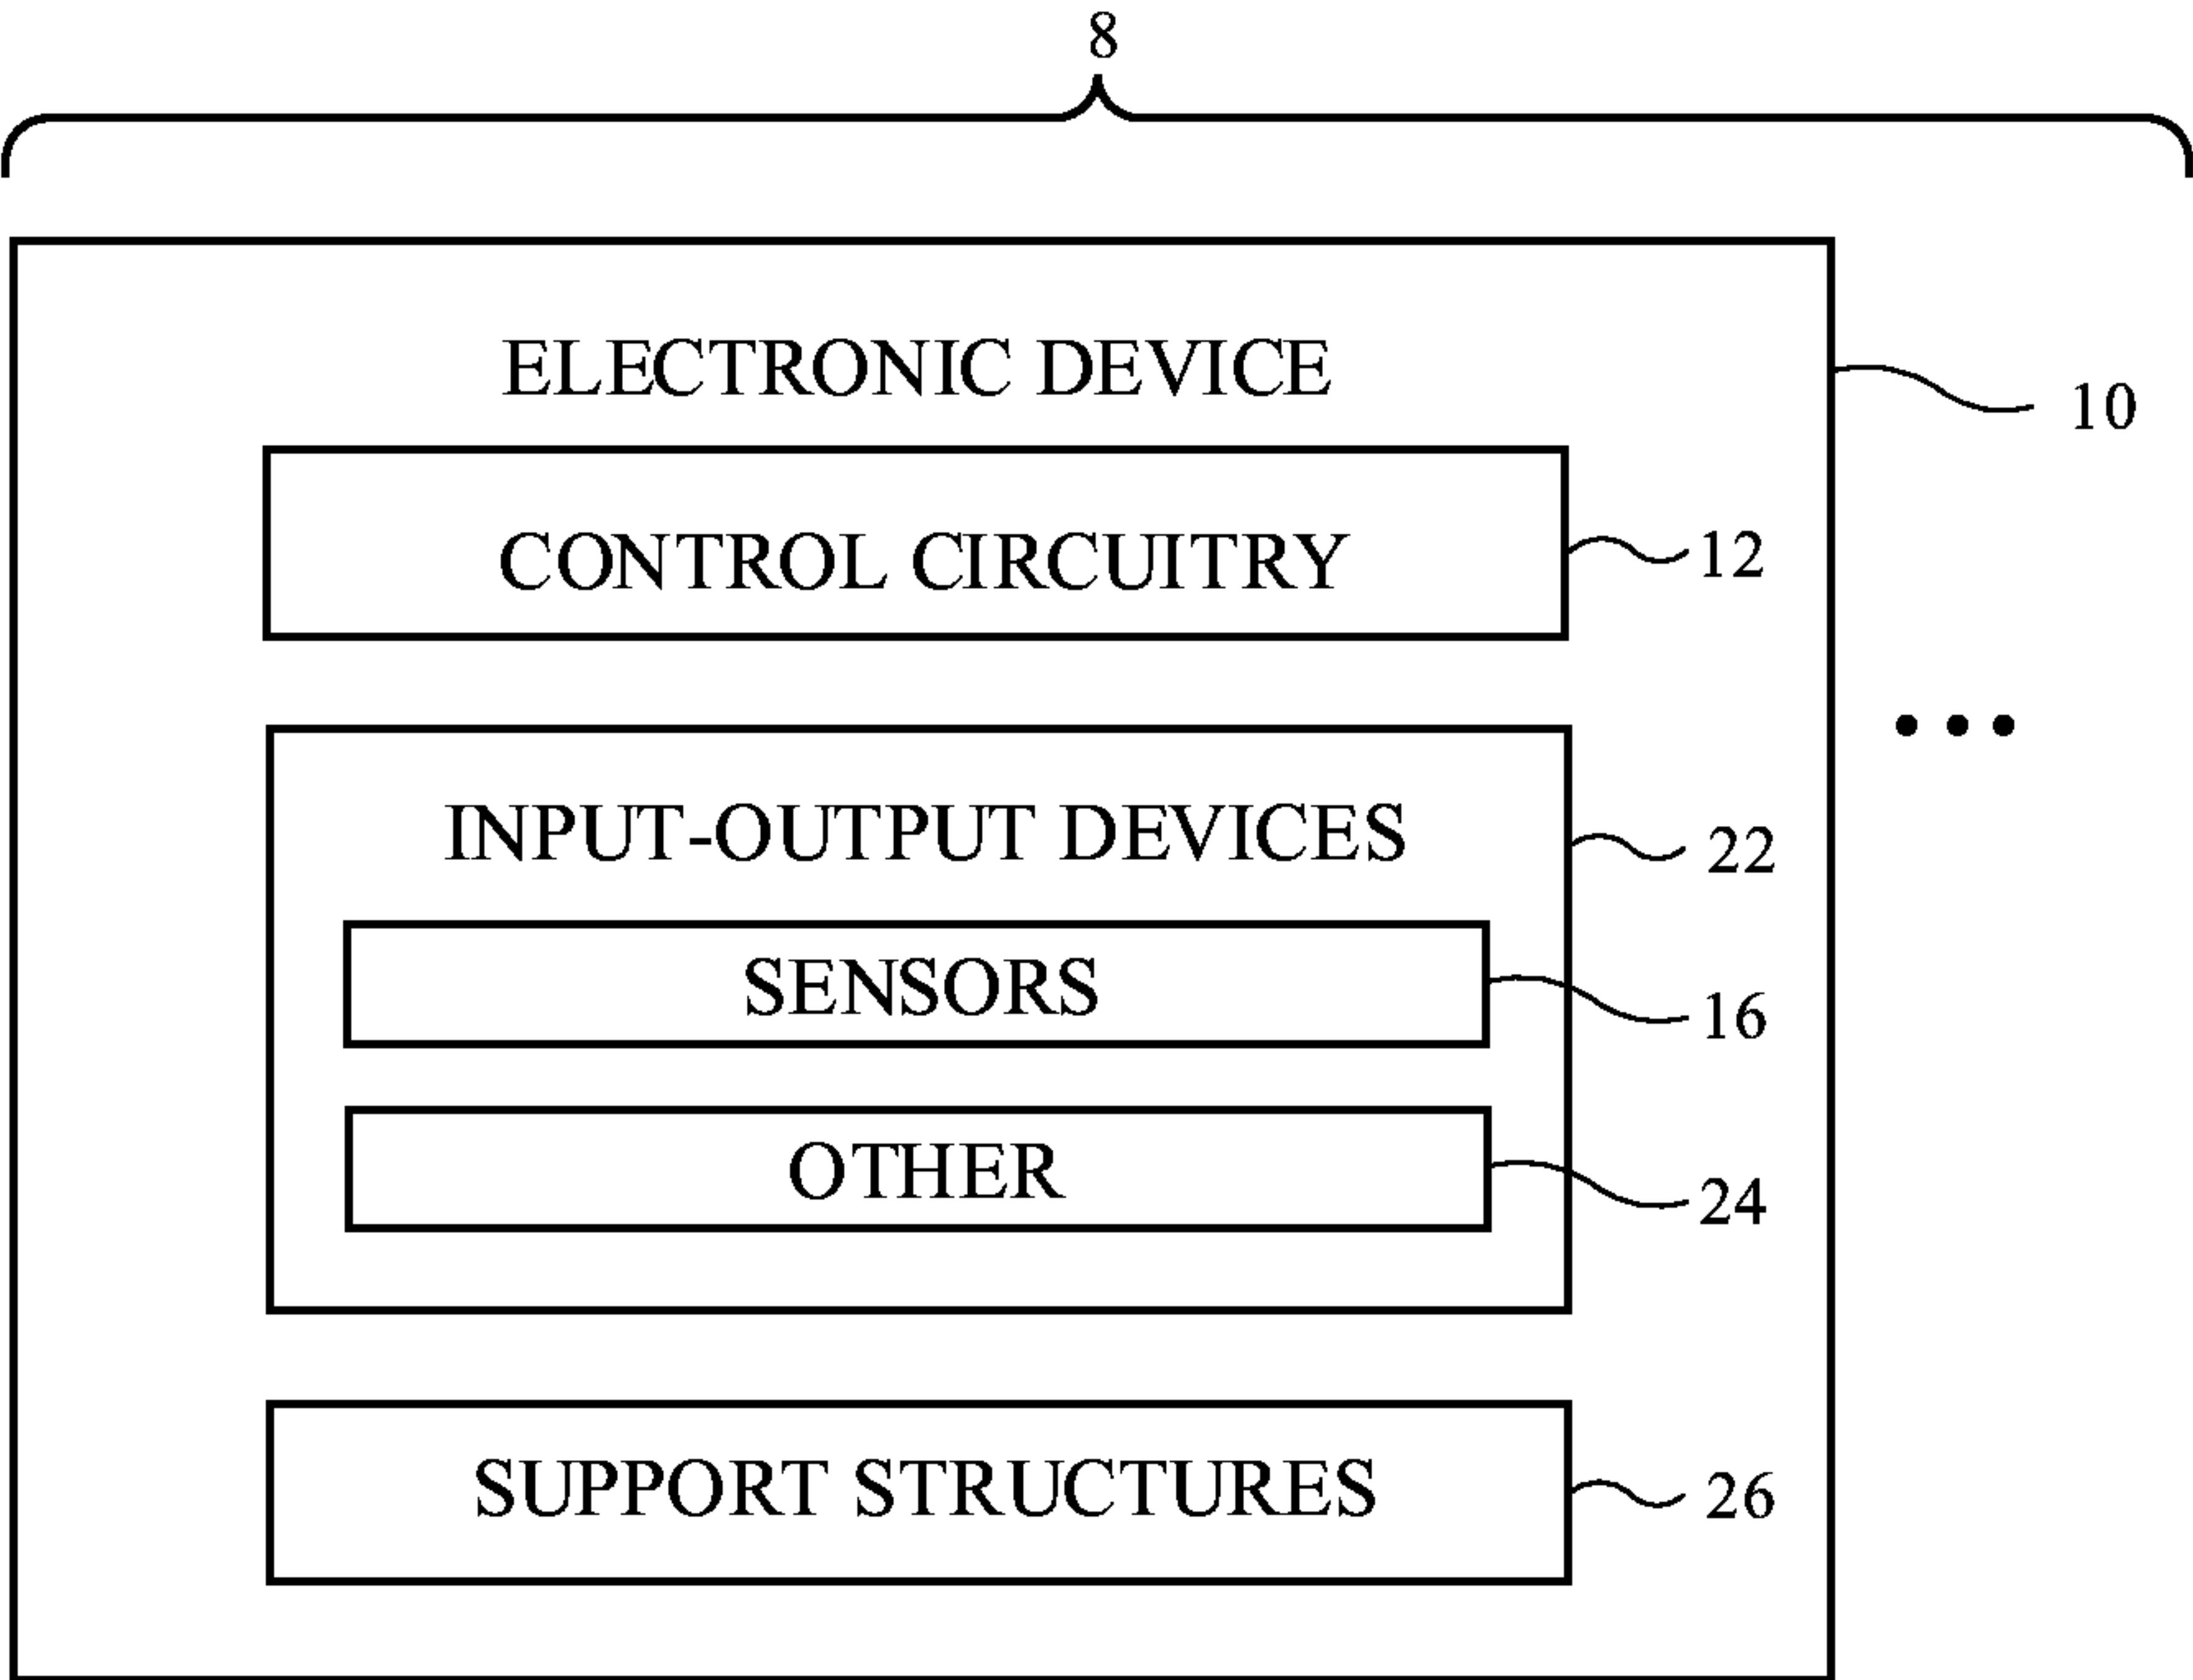 8
ELECTRONIC DEVICE
10
CONTROL CIRCUITRY
12
INPUT-OUTPUT DEVICES
22
SENSORS
16
OTHER
24
SUPPORT STRUCTURES
26